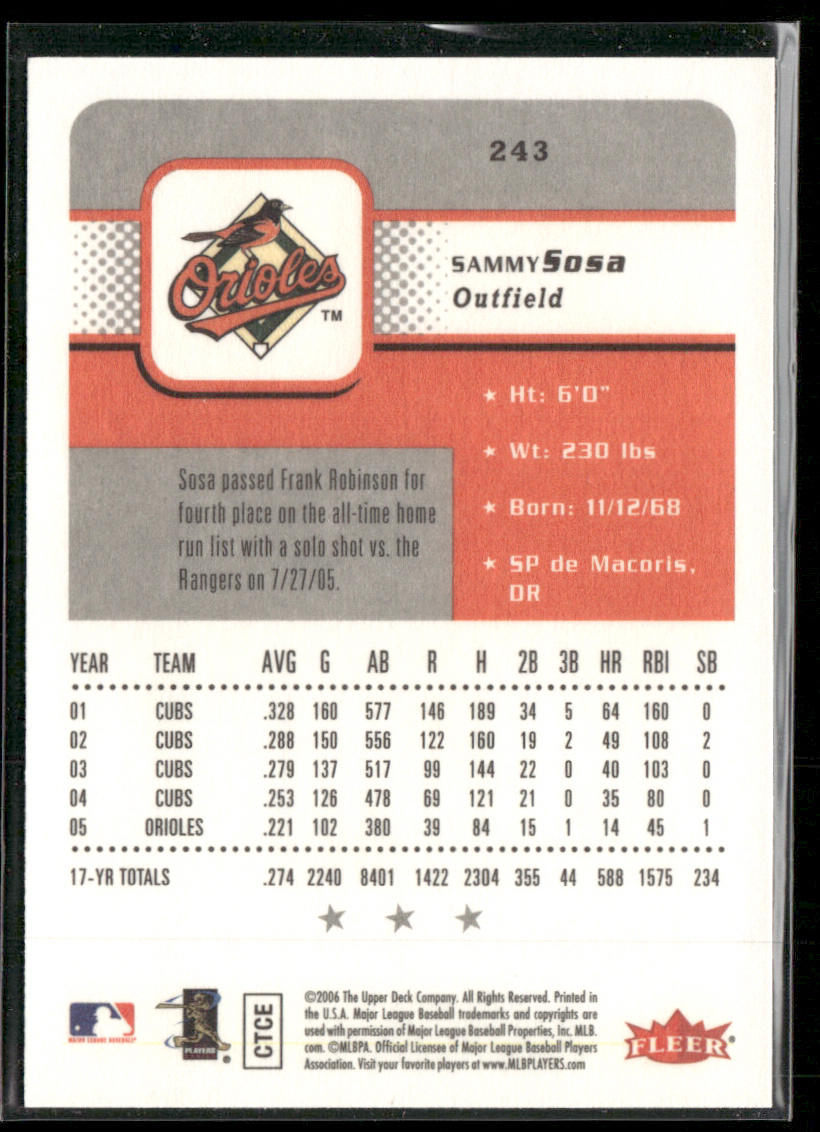 243
Orioles
TM
SAMMY Sosa
Outfield
★ Ht: 6'0"
★ Wt: 230 lbs
★ Born: 11/12/68
★ SP de Macoris,
DR
Sosa passed Frank Robinson for
fourth place on the all-time home
run list with a solo shot vs. the
Rangers on 7/27/05.
YEAR TEAM AVG G AB R H 2B 3B HR RBI SB
01 CUBS .328 160 577 146 189 34 5 64 160 0
02 CUBS .288 150 556 122 160 19 2 49 108 2
03 CUBS .279 137 517 99 144 22 0 40 103 0
04 CUBS .253 126 478 69 121 21 0 35 80 0
05 ORIOLES .221 102 380 39 84 15 1 14 45 1
17-YR TOTALS .274 2240 8401 1422 2304 355 44 588 1575 234
MAJOR LEAGUE BASEBALL
PLAYERS
®
CTCE
©2006 The Upper Deck Company. All Rights Reserved. Printed in
the U.S.A. Major League Baseball trademarks and copyrights are
used with permission of Major League Baseball Properties, Inc. MLB.
com. ©MLBPA. Official Licensee of Major League Baseball Players
Association. Visit your favorite players at www.MLBPLAYERS.com
FLEER®